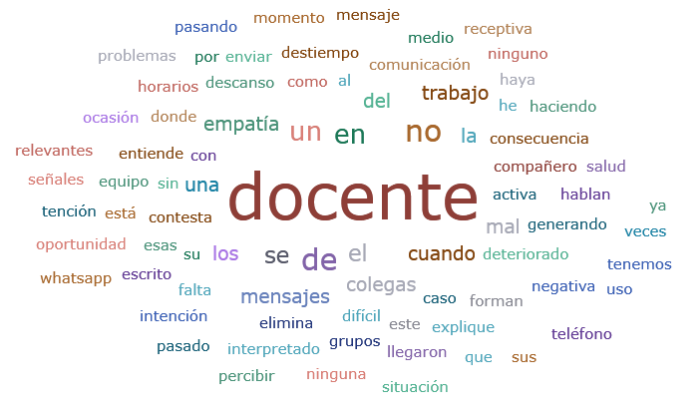 momento mensaje
pasando receptiva
medio
problemas por enviar destiempo ninguno
comunicación
horarios descanso como al haya
del trabajo
ocasión donde he haciendo
empatía un en no la consecuencia
relevantes entiende con
compañero salud
señales equipo sin una docente activa hablan
ya
tención está contesta mal generando
veces
oportunidad esas su los se de el cuando deteriorado
tenemos
whatsapp escrito
falta colegas negativa uso
mensajes caso forman
intención elimina difícil este explique teléfono
grupos
pasado interpretado llegaron que sus
percibir ninguna
situación